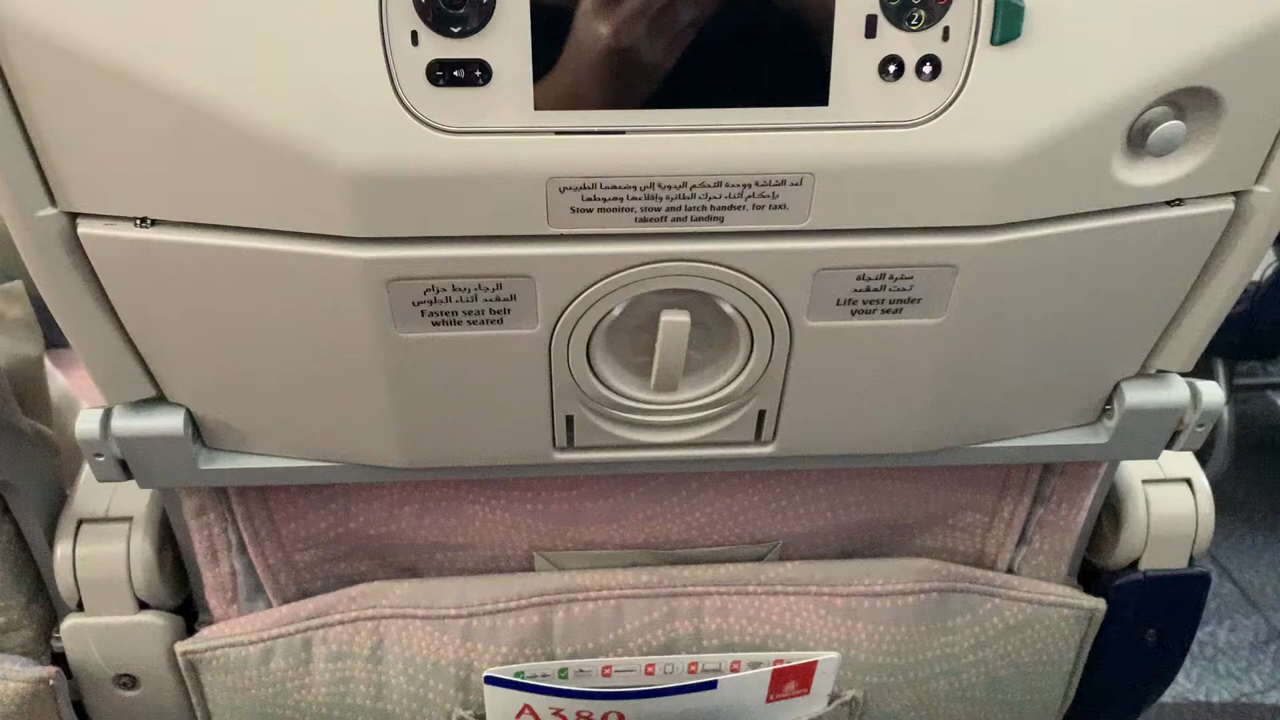 2
- +
أعد الشاشة ووحدة التحكم اليدوية إلى وضعهما الطبيعي
بإحكام أثناء تحرك الطائرة وإقلاعها وهبوطها
Stow monitor, stow and latch handset, for taxi,
takeoff and landing
الرجاء ربط حزام
المقعد أثناء الجلوس
Fasten seat belt
while seated
سترة النجاة
تحت المقعد
Life vest under
your seat
Emirates
A380